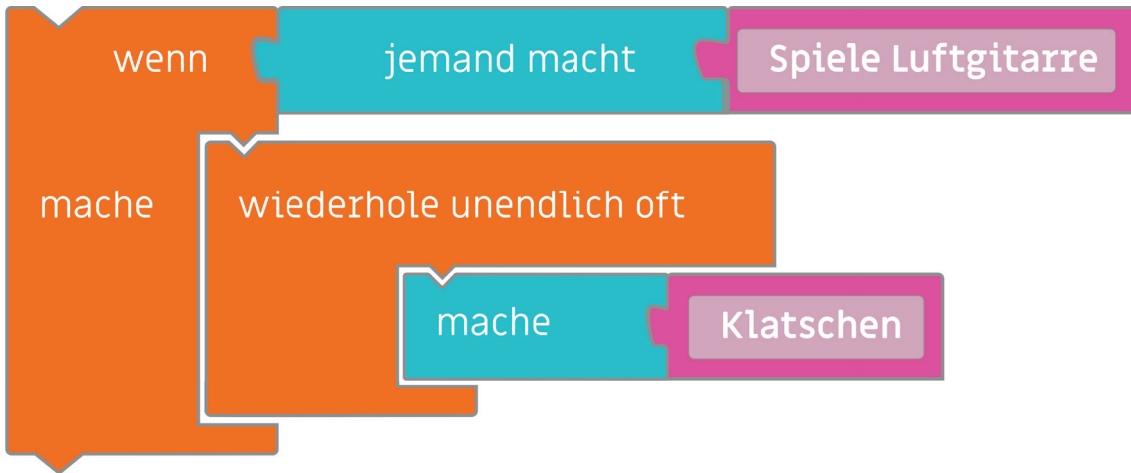 wenn jemand macht Spiele Luftgitarre
mache wiederhole unendlich oft
mache Klatschen